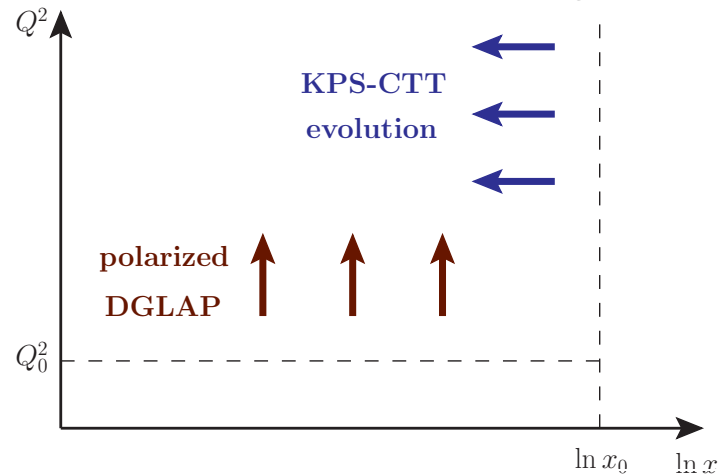 Q²
KPS-CTT
evolution
polarized
DGLAP
Q₀²
ln x₀
ln x